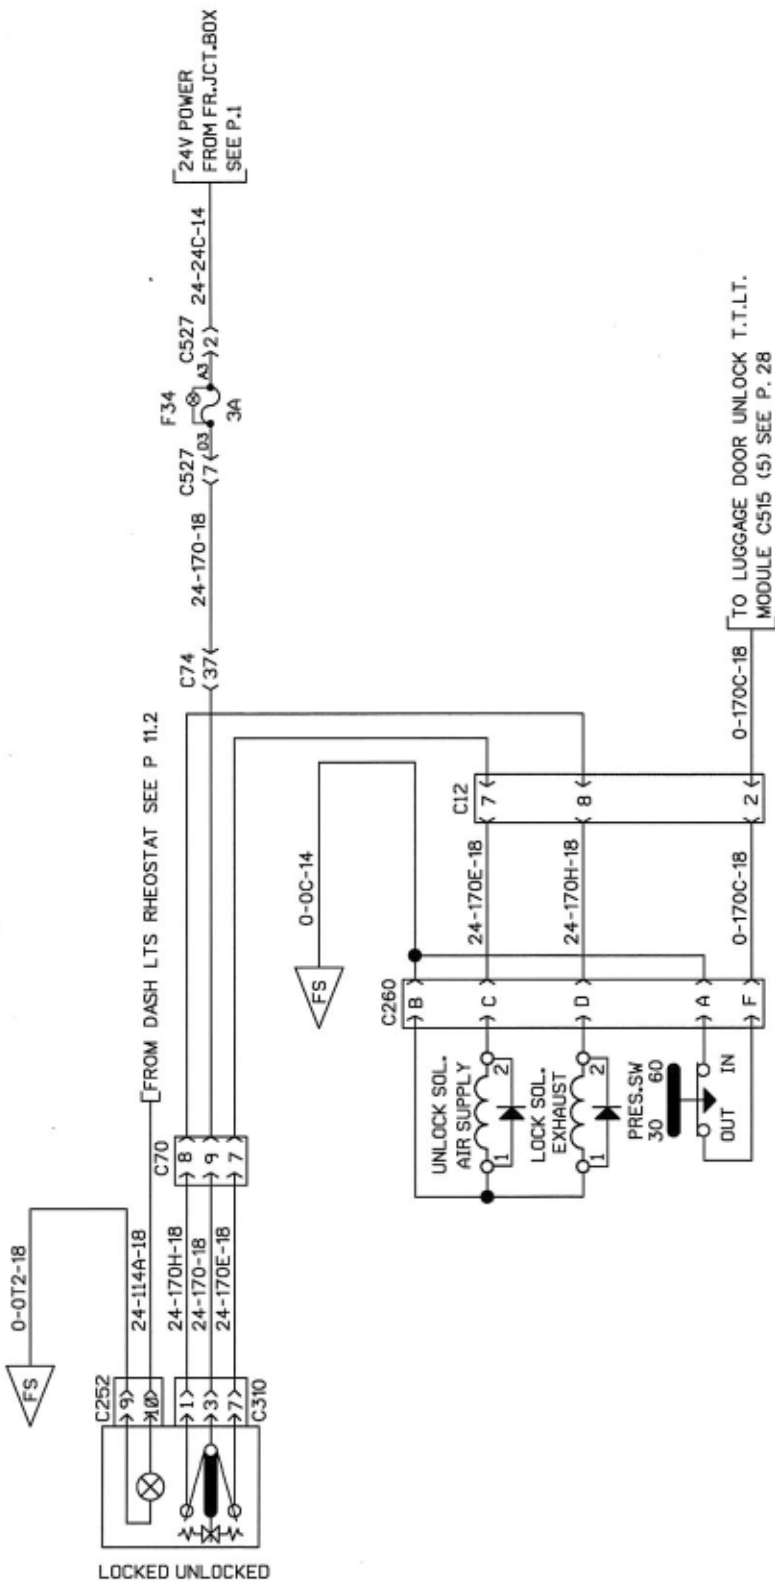 24V POWER
FROM FR.JCT.BOX
SEE P.1
24-24C-14
C527
2
A3
F34
3A
D3
C527
7
24-170-18
C74
37
FROM DASH LTS RHEOSTAT SEE P 11.2
C70
8
9
7
0-0T2-18
24-114A-18
24-170H-18
24-170-18
24-170E-18
FS
C252
9
10
1
3
7
C310
LOCKED UNLOCKED
0-0C-14
FS
C260
B
C
D
A
F
24-170E-18
24-170H-18
0-170C-18
C12
7
8
2
0-170C-18
TO LUGGAGE DOOR UNLOCK T.T.LT.
MODULE C515 (5) SEE P. 28
UNLOCK SOL.
AIR SUPPLY
1
2
LOCK SOL.
EXHAUST
1
2
PRES.SW
30 60
OUT IN